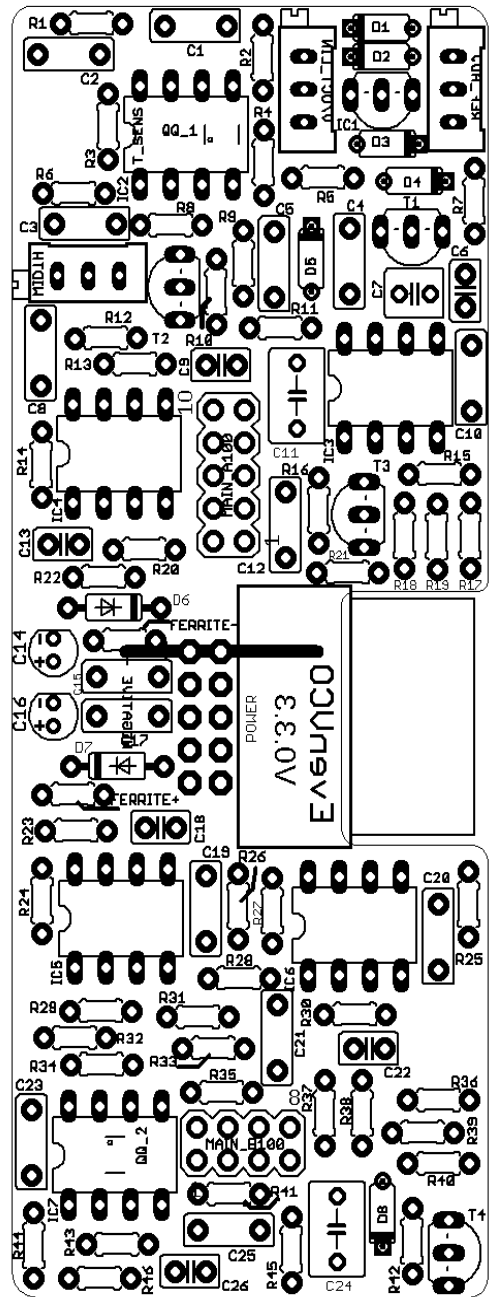 R1
C1
C2
R2
D1
D2
IC1
D3
D4
R3
T_SENS
QQ_1
IC2
R4
R5
R6
R7
R8
R9
C3
C4
C5
T1
C6
C7
D5
R10
R11
R12
T2
R13
C8
C9
C10
C11
IC3
10
MAIN_A100
R14
IC4
R15
R16
T3
C13
R20
R22
1
C12
R21
R18
R19
R17
D6
FERRITE-
C14
C15
C16
POWER
V0.3.3
D7
FERRITE+
R23
C18
C19
R26
R27
C20
R24
IC5
R25
R28
IC6
R29
R31
R30
R32
R33
R34
C21
C22
R35
8
R37
R38
R36
R39
R40
C23
MAIN_B100
QQ_2
IC7
R41
R44
R43
R46
C25
C26
R45
C24
D8
R42
T4